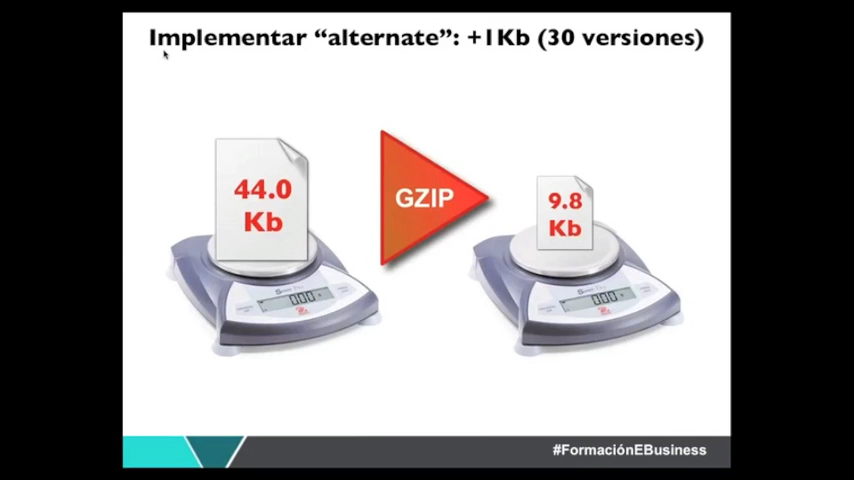 Implementar “alternate”: +1Kb (30 versiones)
44.0
Kb
GZIP
9.8
Kb
#FormaciónEBusiness